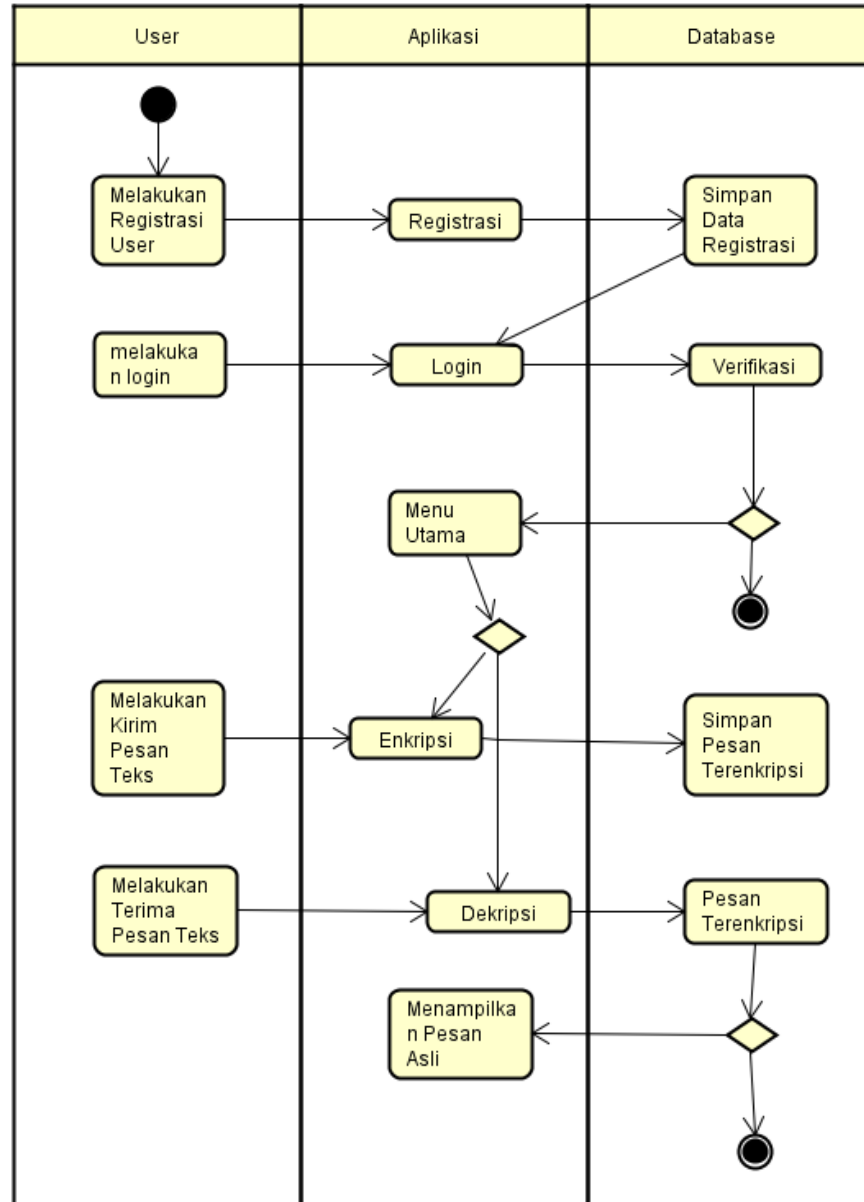 User
Aplikasi
Database
Melakukan
Registrasi
User
Registrasi
Simpan
Data
Registrasi
melakuka
n login
Login
Verifikasi
Menu
Utama
Melakukan
Kirim
Pesan
Teks
Enkripsi
Simpan
Pesan
Terenkripsi
Melakukan
Terima
Pesan Teks
Dekripsi
Pesan
Terenkripsi
Menampilka
n Pesan
Asli